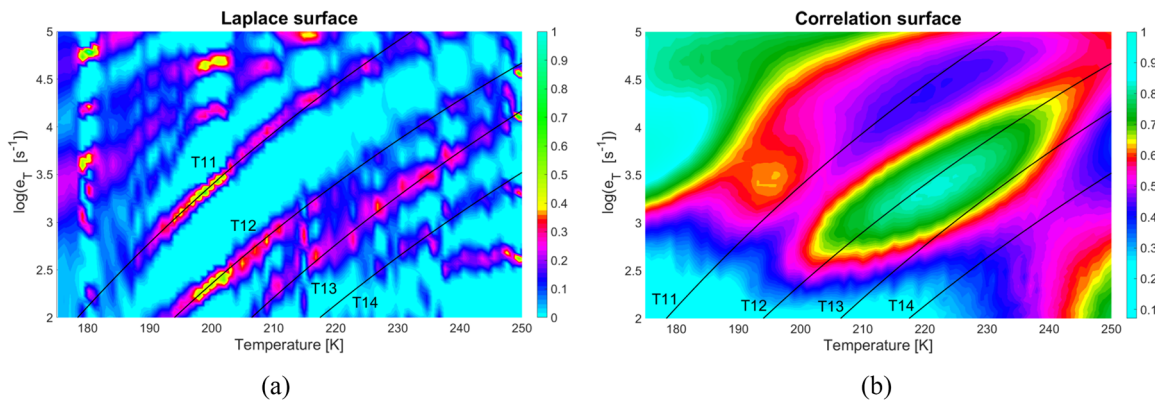 Laplace surface
5
4.5
4
3.5
3
2.5
2
log(e_T [s⁻¹])
T11
T12
T13
T14
180 190 200 210 220 230 240 250
Temperature [K]
1
0.9
0.8
0.7
0.6
0.5
0.4
0.3
0.2
0.1
0
(a)
Correlation surface
5
4.5
4
3.5
3
2.5
2
log(e_T [s⁻¹])
T11
T12
T13
T14
180 190 200 210 220 230 240 250
Temperature [K]
1
0.9
0.8
0.7
0.6
0.5
0.4
0.3
0.2
0.1
(b)